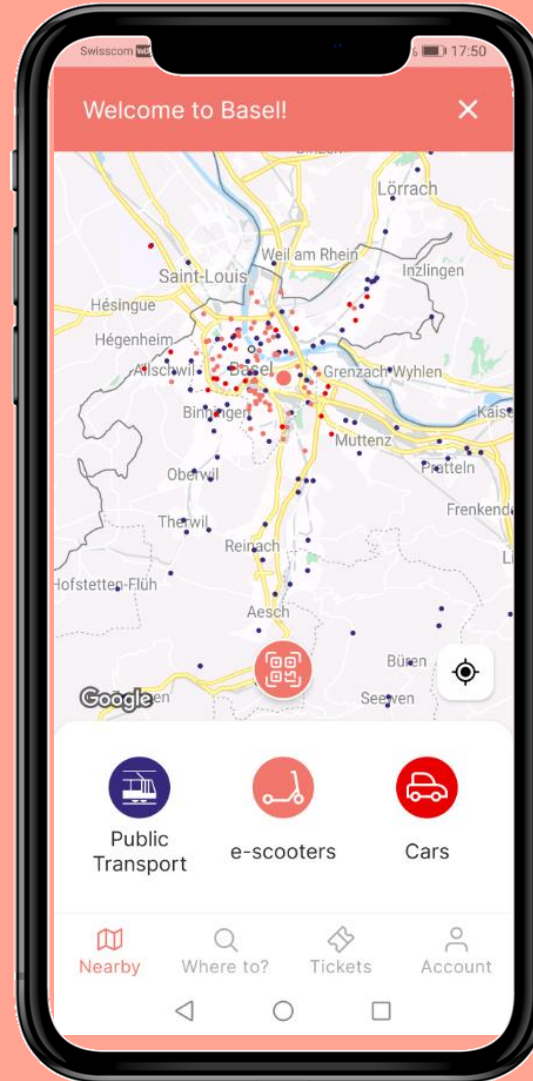 Swisscom
17:50
Welcome to Basel!
Lörrach
Weil am Rhein
Inzlingen
Saint-Louis
Hésingue
Hégenheim
Allschwil
Basel
Grenzach-Wyhlen
Binningen
Muttenz
Pratteln
Oberwil
Frenkend
Therwil
Reinach
Hofstetten-Flüh
Aesch
Büren
Seewen
Google
Public
Transport
e-scooters
Cars
Nearby
Where to?
Tickets
Account